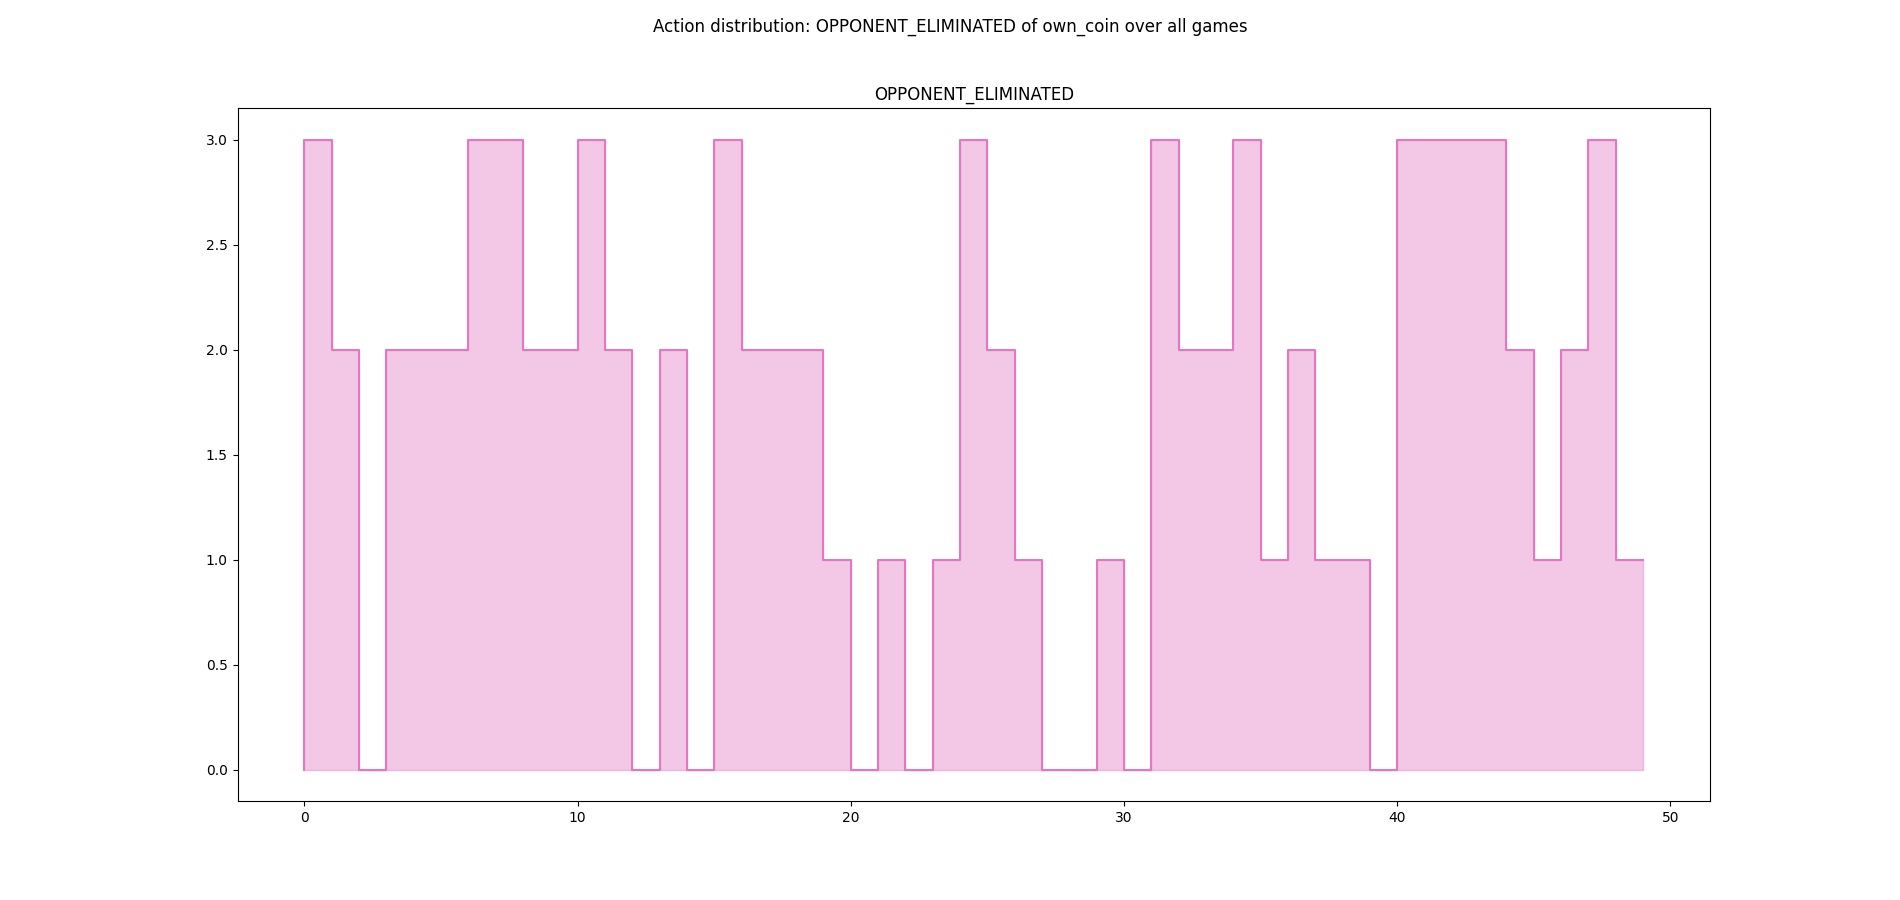 Action distribution: OPPONENT_ELIMINATED of own_coin over all games
OPPONENT_ELIMINATED
3.0
2.5
2.0
1.5
1.0
0.5
0.0
0 10 20 30 40 50